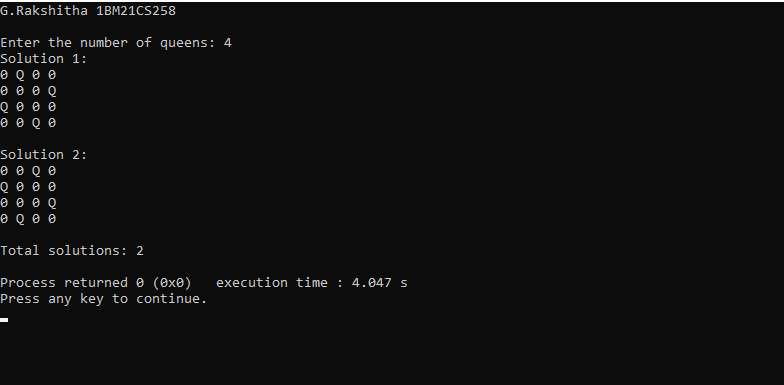 G.Rakshitha 1BM21CS258
Enter the number of queens: 4
Solution 1:
0 Q 0 0
0 0 0 Q
Q 0 0 0
0 0 Q 0
Solution 2:
0 0 Q 0
Q 0 0 0
0 0 0 Q
0 Q 0 0
Total solutions: 2
Process returned 0 (0x0)   execution time : 4.047 s
Press any key to continue.